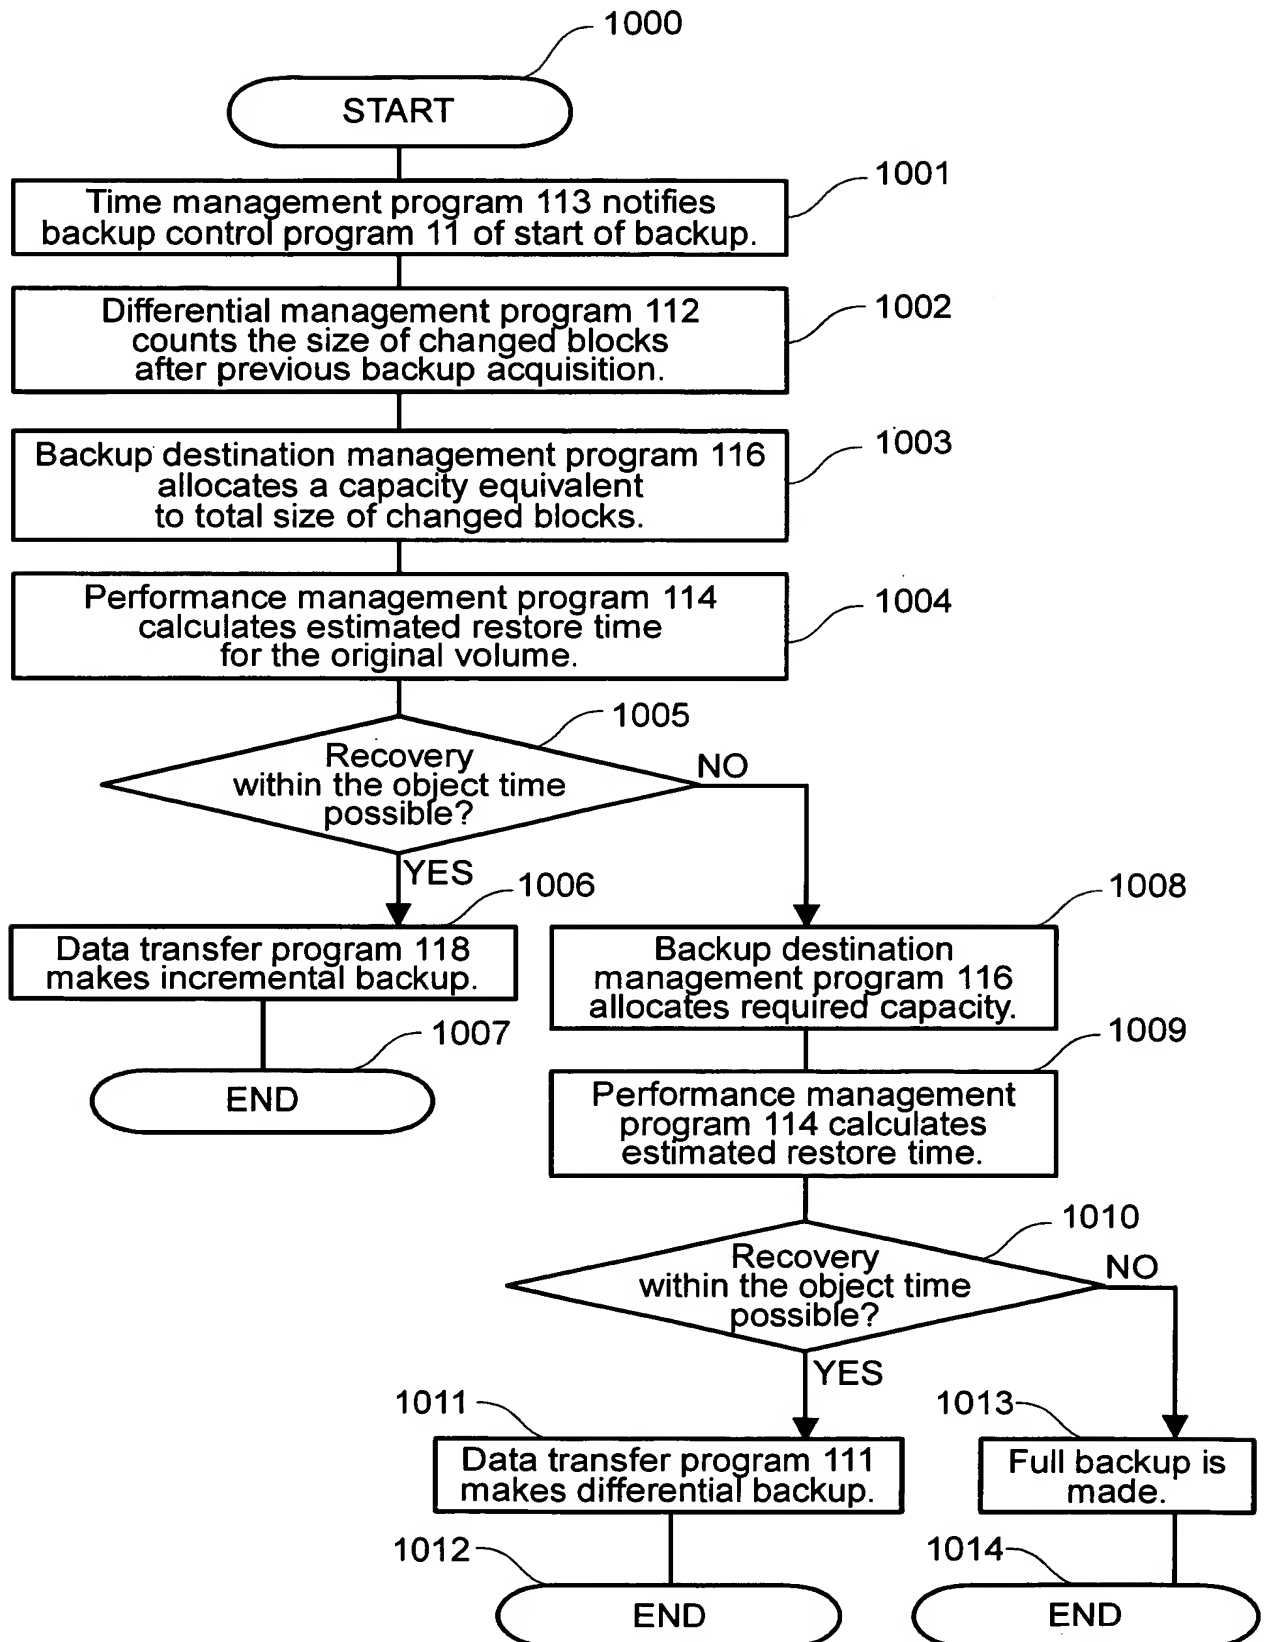 1000
START
1001
Time management program 113 notifies
backup control program 11 of start of backup.
1002
Differential management program 112
counts the size of changed blocks
after previous backup acquisition.
1003
Backup destination management program 116
allocates a capacity equivalent
to total size of changed blocks.
1004
Performance management program 114
calculates estimated restore time
for the original volume.
1005
Recovery
within the object time
possible?
NO
YES
1006
Data transfer program 118
makes incremental backup.
1007
END
1008
Backup destination
management program 116
allocates required capacity.
1009
Performance management
program 114 calculates
estimated restore time.
1010
Recovery
within the object time
possible?
NO
YES
1011
Data transfer program 111
makes differential backup.
1012
END
1013
Full backup is
made.
1014
END